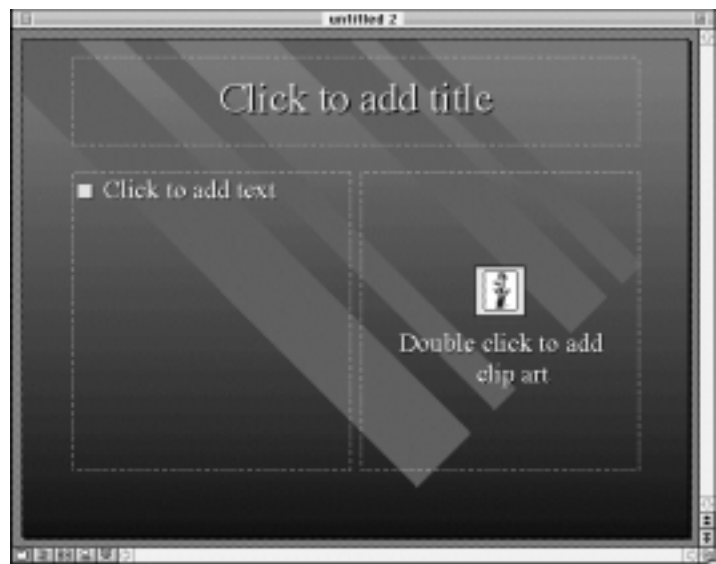 untitled 2
Click to add title
Click to add text
Double click to add
clip art